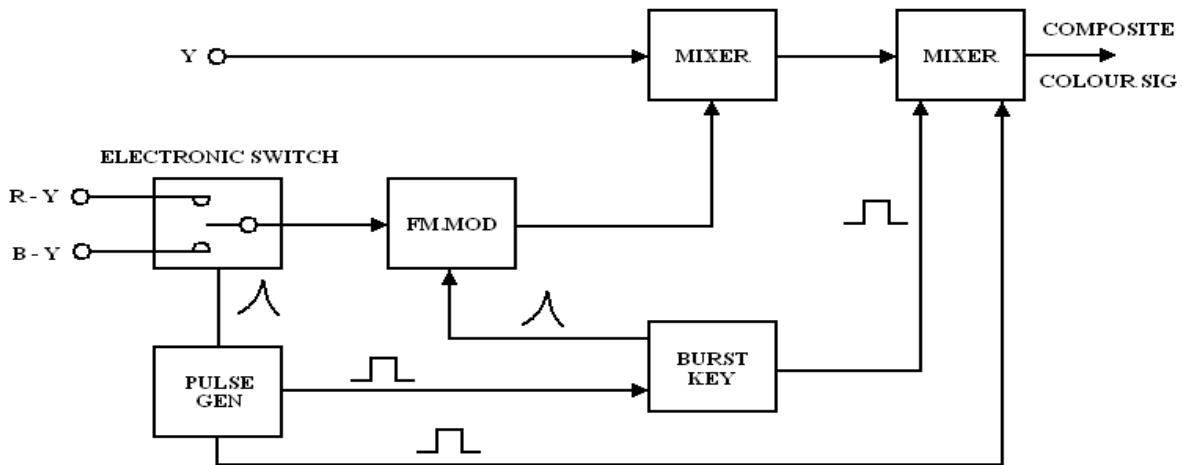 COMPOSITE
Y
MIXER
MIXER
COLOUR SIG
ELECTRONIC SWITCH
R - Y
FM.MOD
B - Y
BURST
KEY
PULSE
GEN